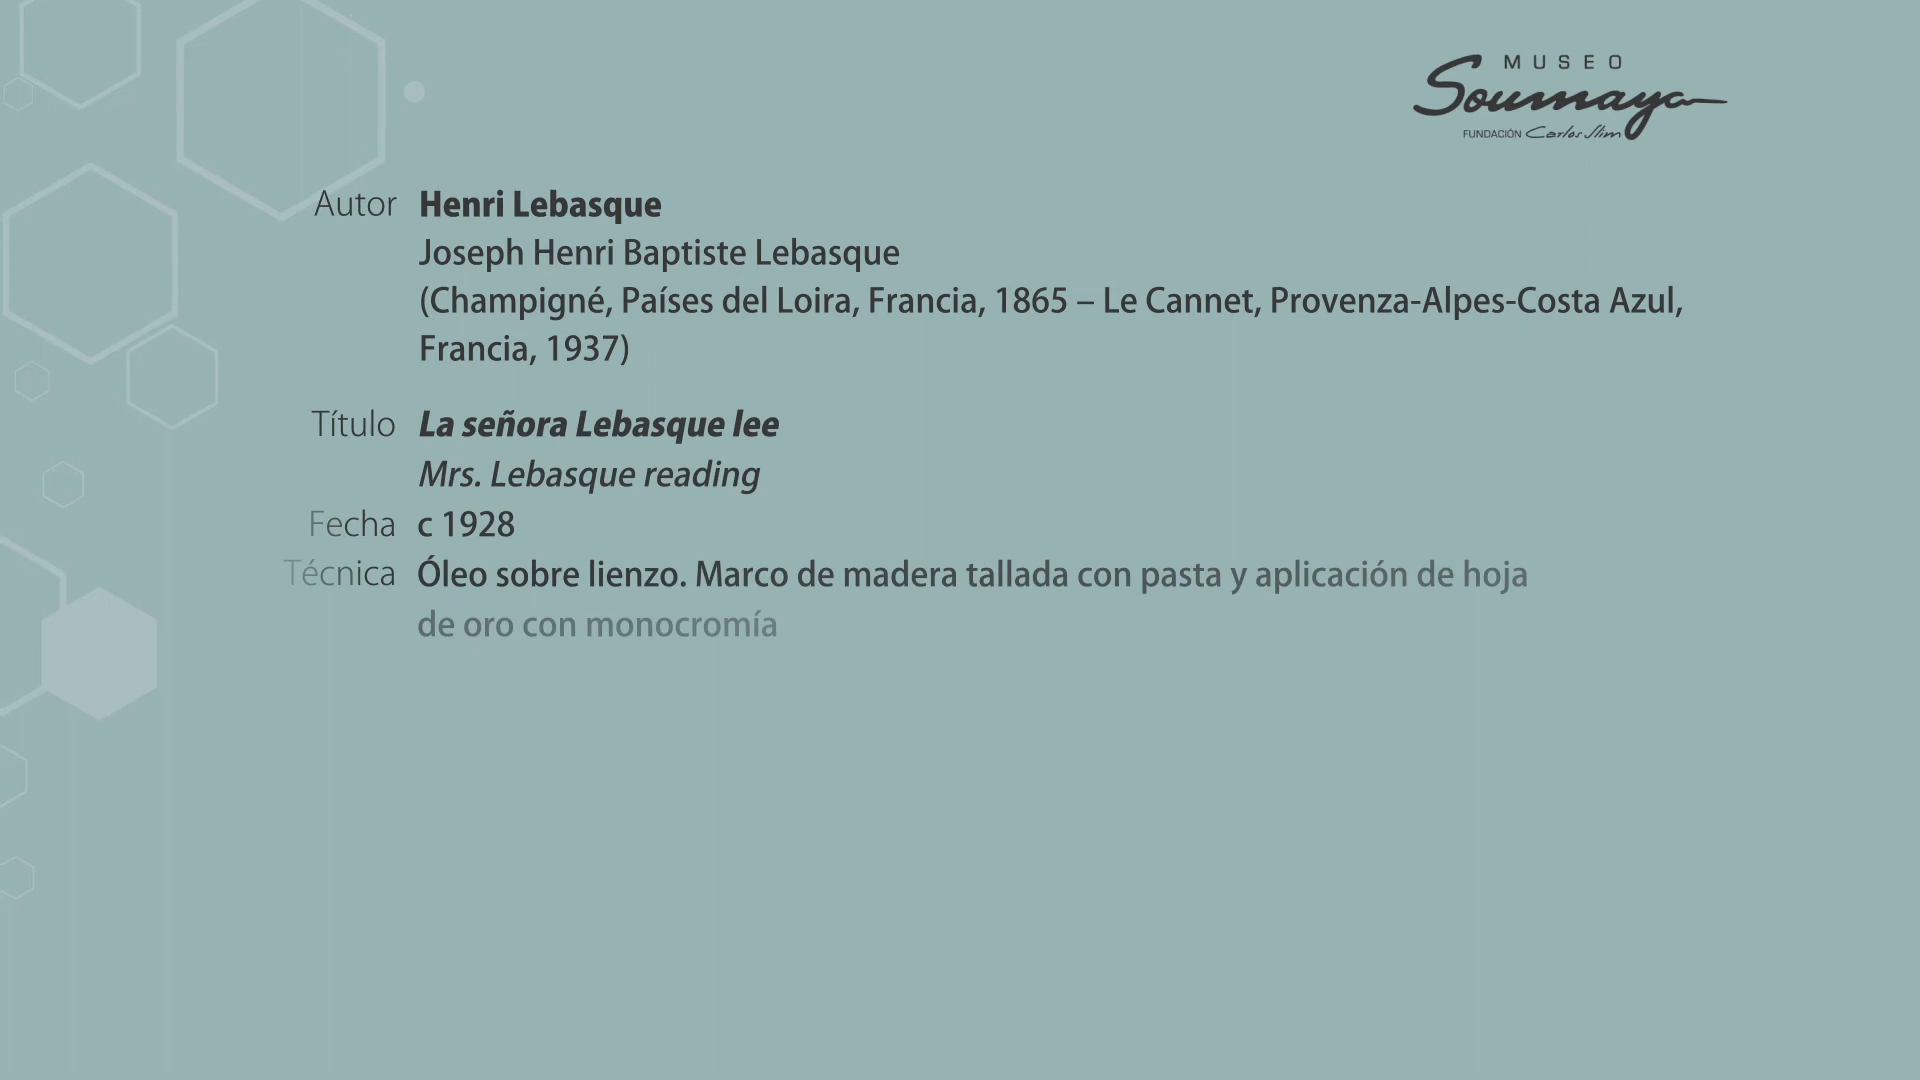 MUSEO
Soumaya
FUNDACIÓN Carlos Slim
Autor Henri Lebasque
Joseph Henri Baptiste Lebasque
(Champigné, Países del Loira, Francia, 1865 – Le Cannet, Provenza-Alpes-Costa Azul,
Francia, 1937)
Título La señora Lebasque lee
Mrs. Lebasque reading
Fecha c 1928
Técnica Óleo sobre lienzo. Marco de madera tallada con pasta y aplicación de hoja
de oro con monocromía